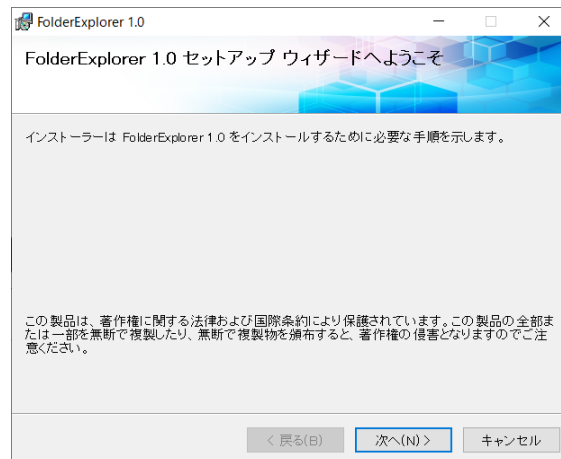 FolderExplorer 1.0
FolderExplorer 1.0 セットアップ ウィザードへようこそ
インストーラーは FolderExplorer 1.0 をインストールするために必要な手順を示します。
この製品は、著作権に関する法律および国際条約により保護されています。この製品の全部ま
たは一部を無断で複製したり、無断で複製物を頒布すると、著作権の侵害となりますのでご注
意ください。
< 戻る(B)
次へ(N) >
キャンセル